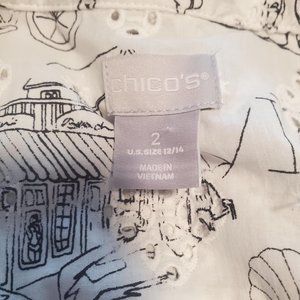 chico's®
2
U.S. SIZE 12/14
MADE IN
VIETNAM